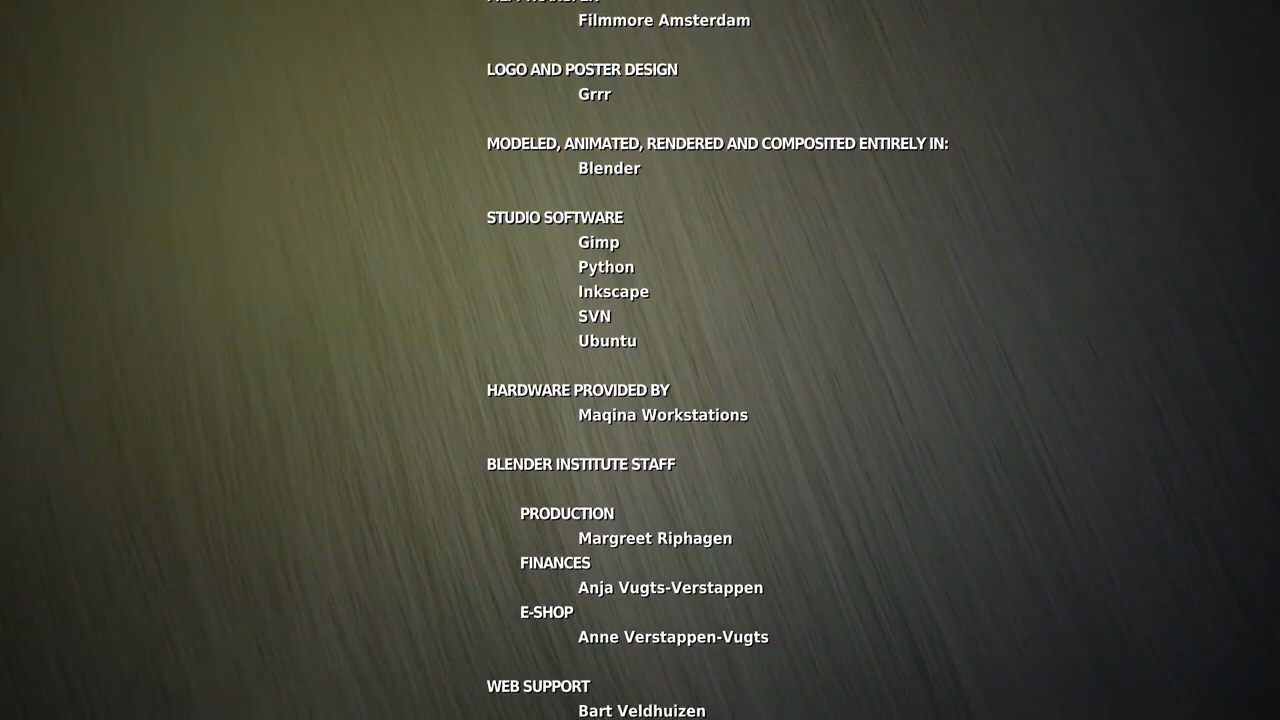 Filmmore Amsterdam
LOGO AND POSTER DESIGN
Grrr
MODELED, ANIMATED, RENDERED AND COMPOSITED ENTIRELY IN:
Blender
STUDIO SOFTWARE
Gimp
Python
Inkscape
SVN
Ubuntu
HARDWARE PROVIDED BY
Maqina Workstations
BLENDER INSTITUTE STAFF
PRODUCTION
Margreet Riphagen
FINANCES
Anja Vugts-Verstappen
E-SHOP
Anne Verstappen-Vugts
WEB SUPPORT
Bart Veldhuizen